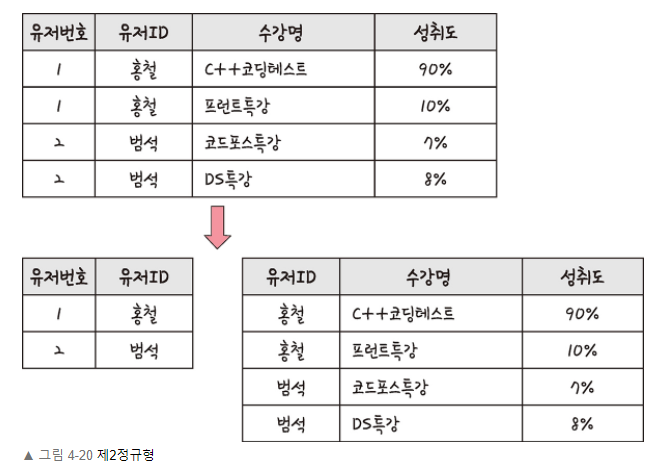 유저번호 유저ID 수강명 성취도
1 홍철 C++코딩테스트 90%
1 홍철 프런트특강 10%
2 범석 코드포스특강 7%
2 범석 DS특강 8%
유저번호 유저ID
1 홍철
2 범석
유저ID 수강명 성취도
홍철 C++코딩테스트 90%
홍철 프런트특강 10%
범석 코드포스특강 7%
범석 DS특강 8%
▲ 그림 4-20 제2정규형